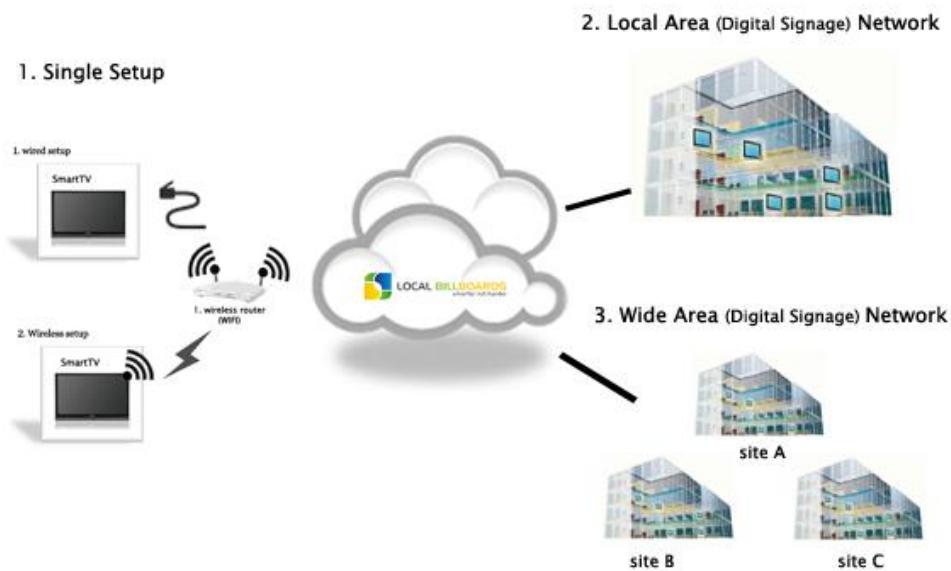 1. Single Setup
1. wired setup
SmartTV
1. wireless router
(WIFI)
2. Wireless setup
SmartTV
LOCAL BILLBOARDS
2. Local Area (Digital Signage) Network
3. Wide Area (Digital Signage) Network
site A
site B
site C